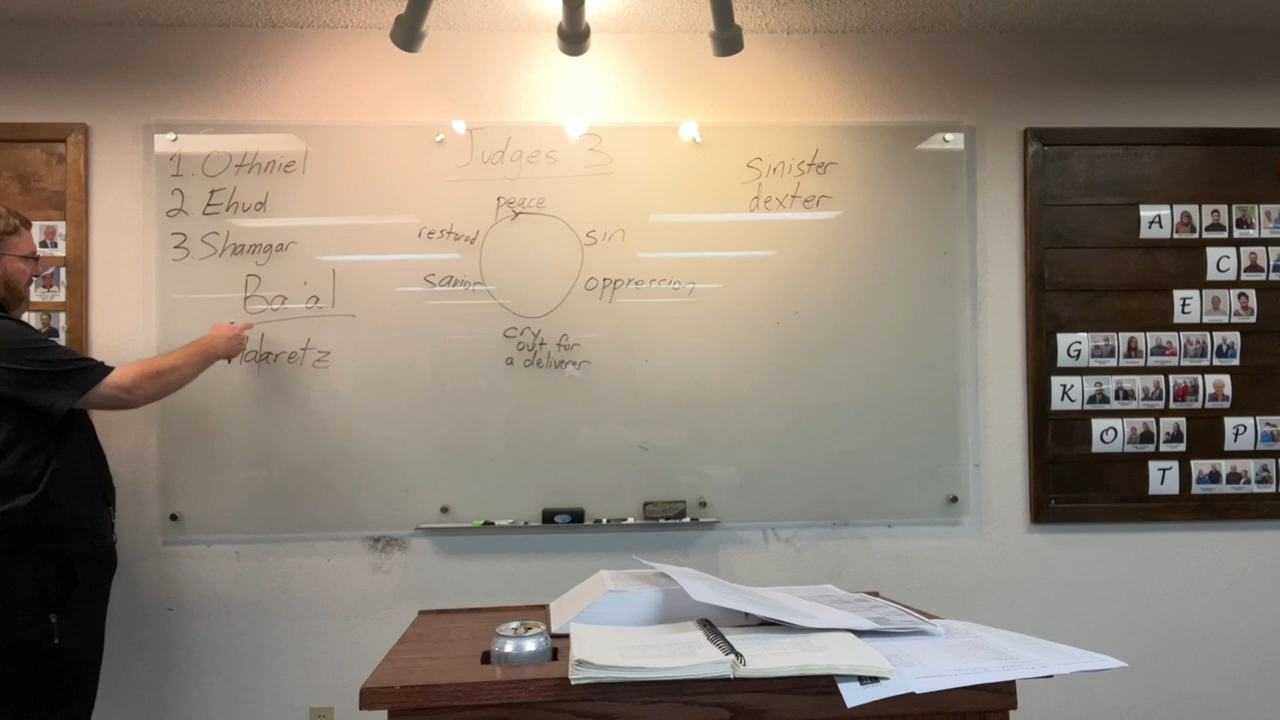 Judges 3
1. Othniel
2. Ehud
3. Shamgar
Ba'al
peace
sin
oppression
cry
out for
a deliverer
savior
restored
Sinister
dexter
A
C
E
G
K
O
P
T